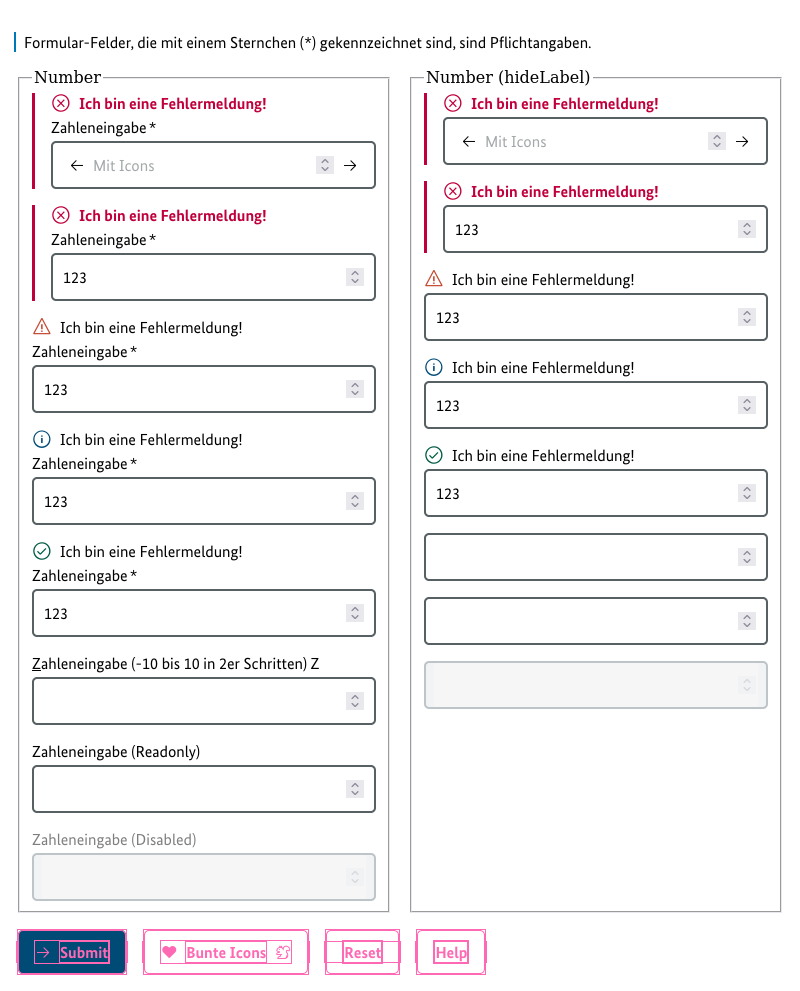 Formular-Felder, die mit einem Sternchen (*) gekennzeichnet sind, sind Pflichtangaben.
Number
Ich bin eine Fehlermeldung!
Zahleneingabe *
Mit Icons
Ich bin eine Fehlermeldung!
Zahleneingabe *
123
Ich bin eine Fehlermeldung!
Zahleneingabe *
123
Ich bin eine Fehlermeldung!
Zahleneingabe *
123
Ich bin eine Fehlermeldung!
Zahleneingabe *
123
Zahleneingabe (-10 bis 10 in 2er Schritten) Z
Zahleneingabe (Readonly)
Zahleneingabe (Disabled)
Number (hideLabel)
Ich bin eine Fehlermeldung!
Mit Icons
Ich bin eine Fehlermeldung!
123
Ich bin eine Fehlermeldung!
123
Ich bin eine Fehlermeldung!
123
Ich bin eine Fehlermeldung!
123
Submit
Bunte Icons
Reset
Help